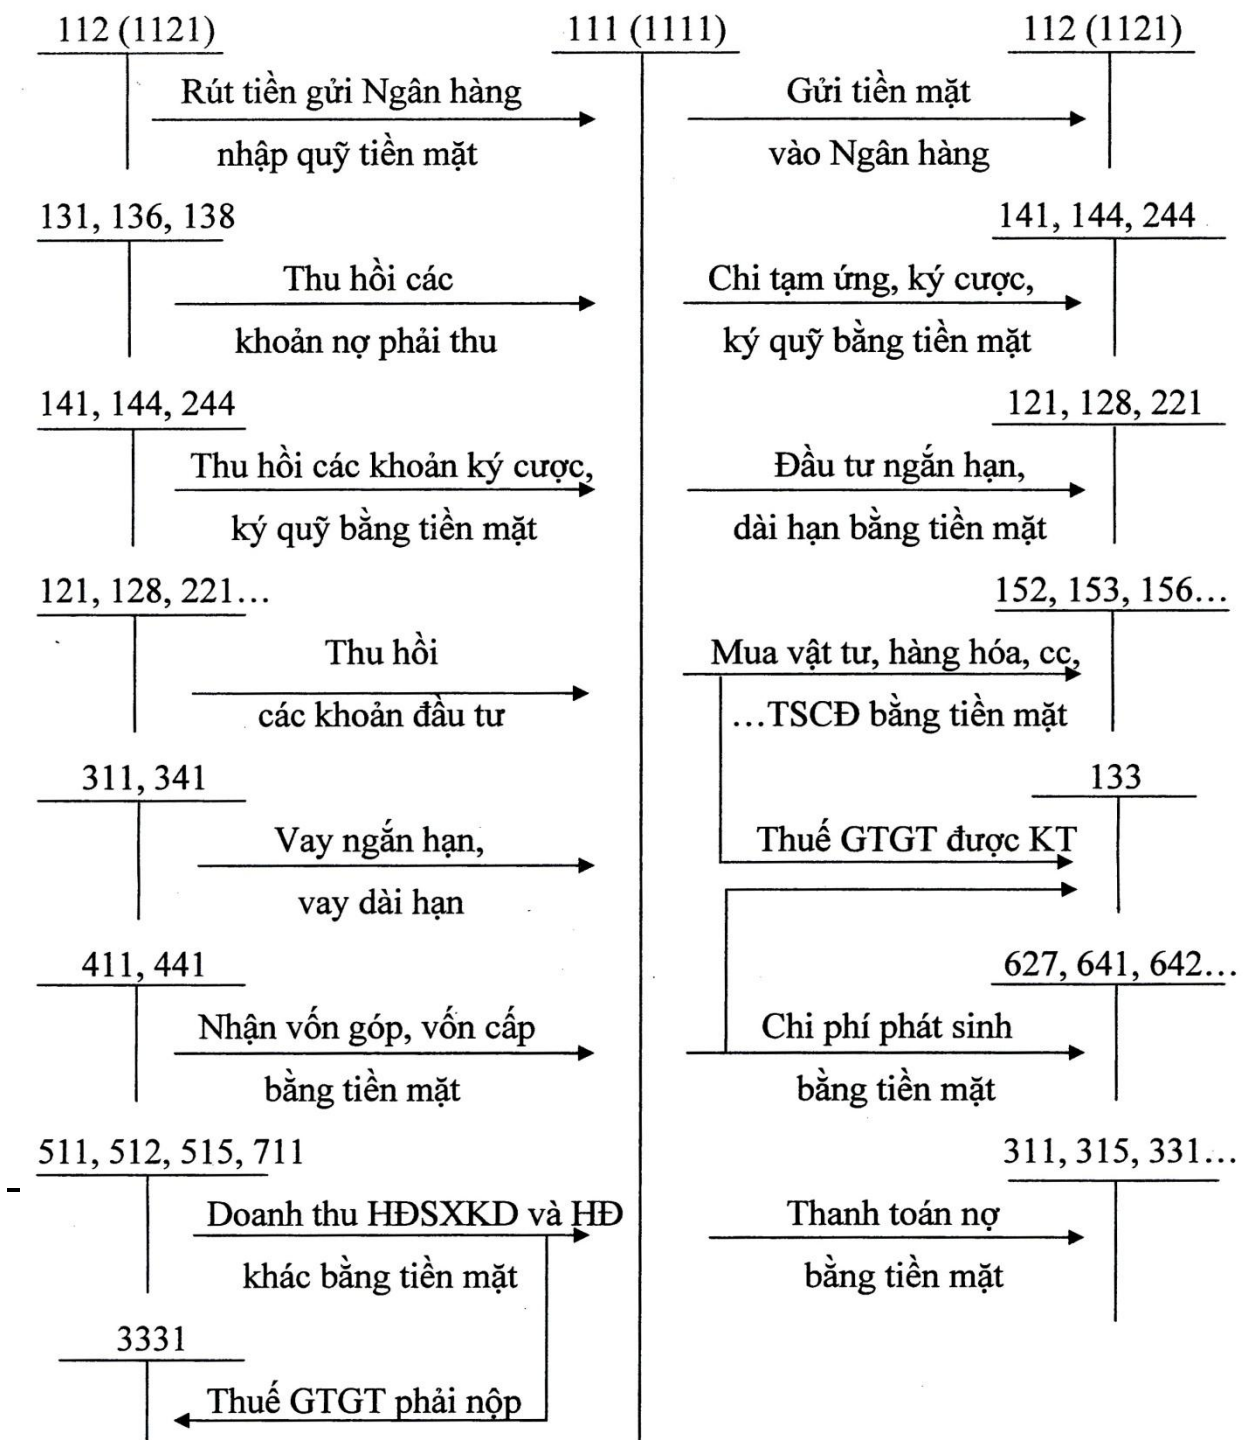 112 (1121)
111 (1111)
112 (1121)
Rút tiền gửi Ngân hàng
nhập quỹ tiền mặt
Gửi tiền mặt
vào Ngân hàng
131, 136, 138
141, 144, 244
Thu hồi các
khoản nợ phải thu
Chi tạm ứng, ký cược,
ký quỹ bằng tiền mặt
141, 144, 244
121, 128, 221
Thu hồi các khoản ký cược,
ký quỹ bằng tiền mặt
Đầu tư ngắn hạn,
dài hạn bằng tiền mặt
121, 128, 221...
152, 153, 156...
Thu hồi
các khoản đầu tư
Mua vật tư, hàng hóa, cc,
...TSCĐ bằng tiền mặt
311, 341
133
Vay ngắn hạn,
vay dài hạn
Thuế GTGT được KT
411, 441
627, 641, 642...
Nhận vốn góp, vốn cấp
bằng tiền mặt
Chi phí phát sinh
bằng tiền mặt
511, 512, 515, 711
311, 315, 331...
Doanh thu HĐSXKD và HĐ
khác bằng tiền mặt
Thanh toán nợ
bằng tiền mặt
3331
Thuế GTGT phải nộp